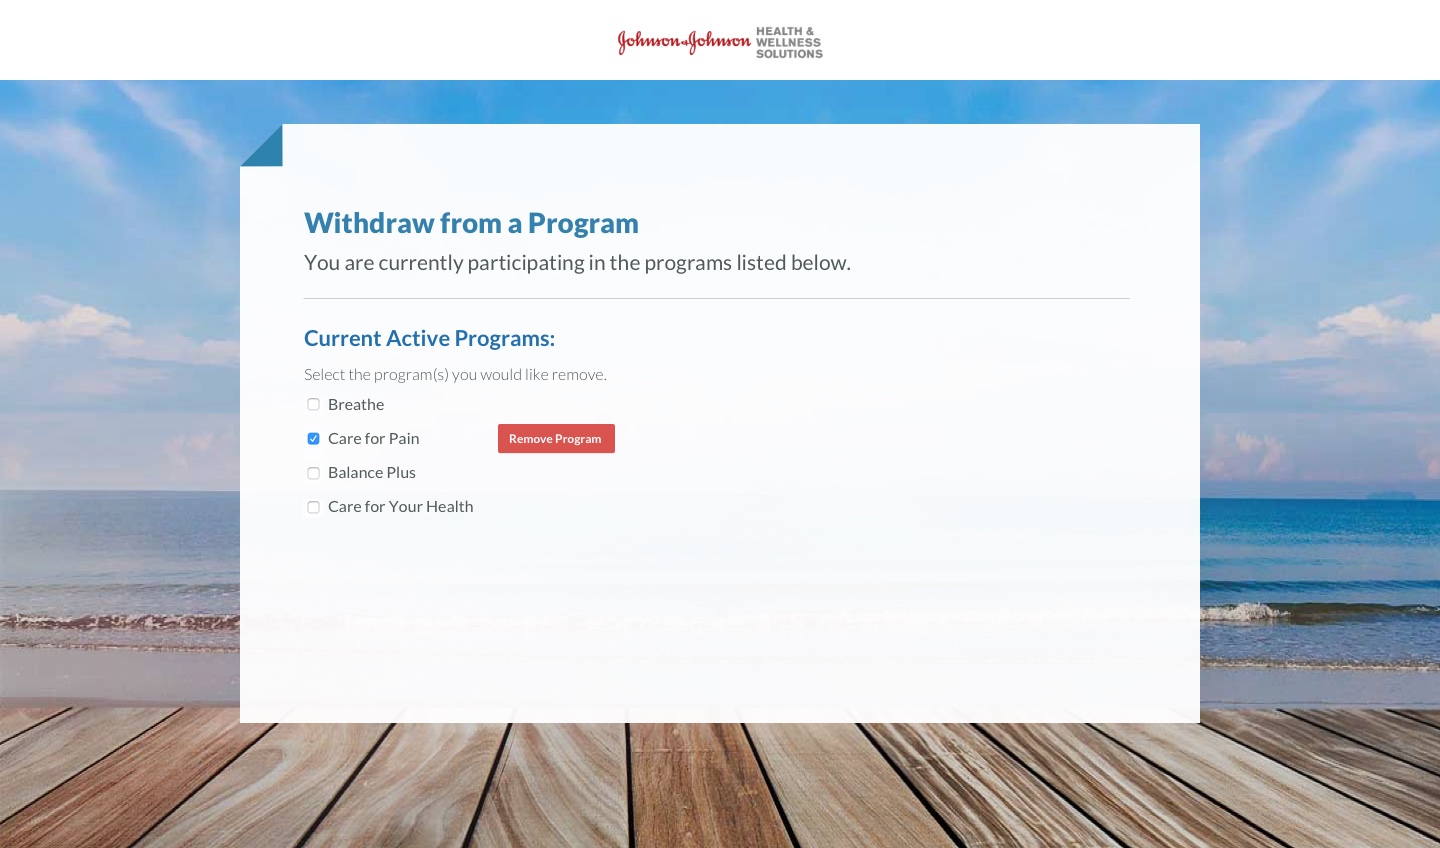 Johnson & Johnson HEALTH &
WELLNESS
SOLUTIONS
Withdraw from a Program
You are currently participating in the programs listed below.
Current Active Programs:
Select the program(s) you would like remove.
Breathe
Care for Pain
Remove Program
Balance Plus
Care for Your Health